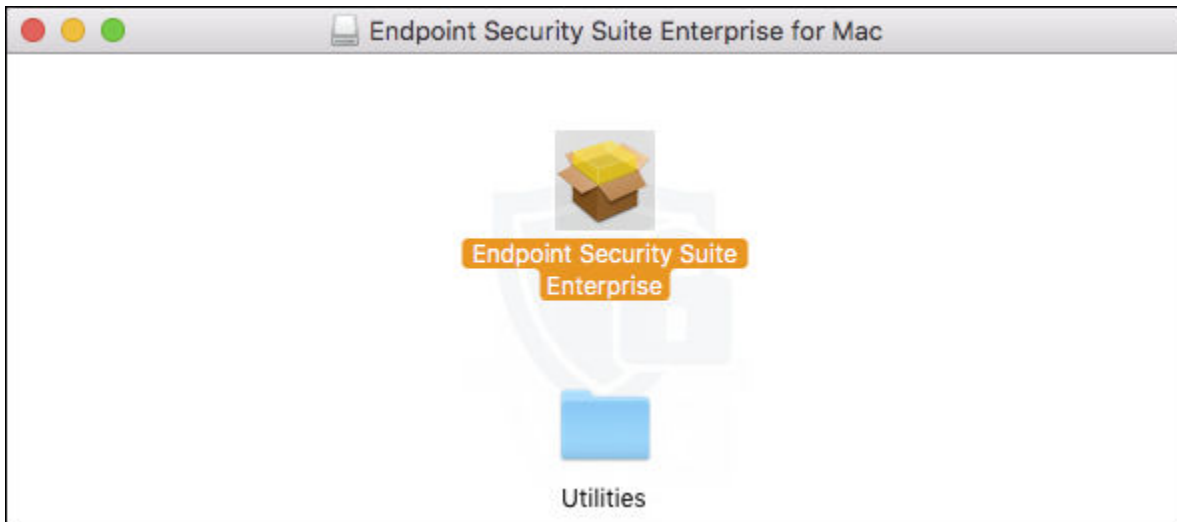 Endpoint Security Suite Enterprise for Mac
Endpoint Security Suite
Enterprise
Utilities